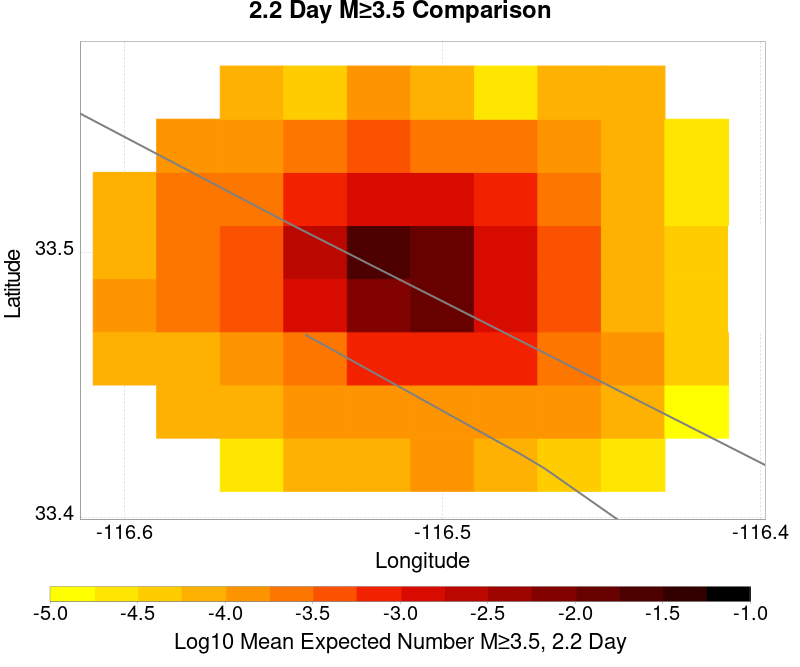 2.2 Day M≥3.5 Comparison
Latitude
33.5
33.4
-116.6 -116.5 -116.4
Longitude
-5.0 -4.5 -4.0 -3.5 -3.0 -2.5 -2.0 -1.5 -1.0
Log10 Mean Expected Number M≥3.5, 2.2 Day